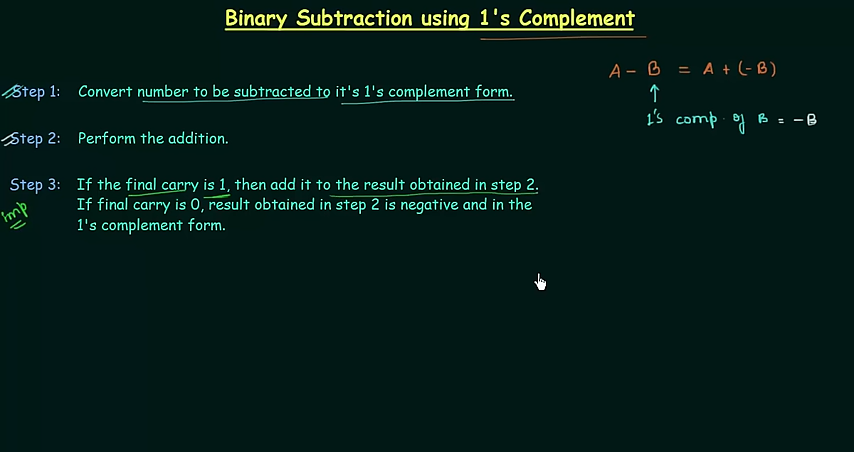 Binary Subtraction using 1's Complement
A - B = A + (-B)
Step 1: Convert number to be subtracted to it's 1's complement form.
1's comp. of B = -B
Step 2: Perform the addition.
Step 3: If the final carry is 1, then add it to the result obtained in step 2.
If final carry is 0, result obtained in step 2 is negative and in the
imp
1's complement form.